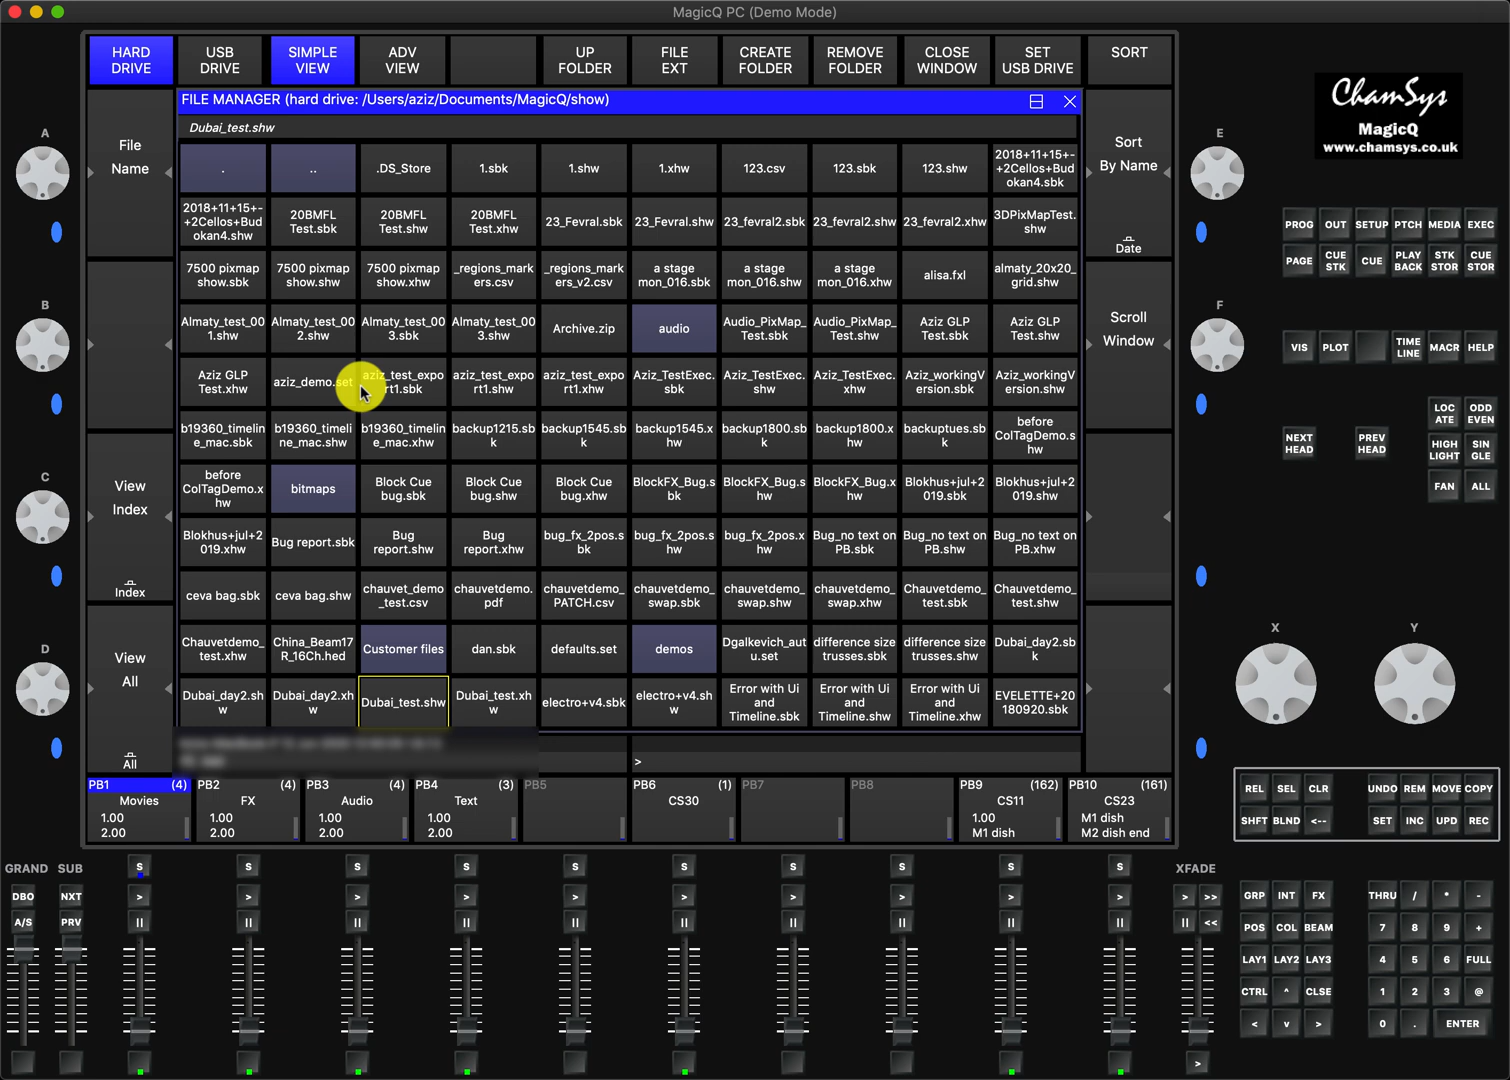 MagicQ PC (Demo Mode)
HARD DRIVE
USB DRIVE
SIMPLE VIEW
ADV VIEW
UP FOLDER
FILE EXT
CREATE FOLDER
REMOVE FOLDER
CLOSE WINDOW
SET USB DRIVE
SORT
FILE MANAGER (hard drive: /Users/aziz/Documents/MagicQ/show)
Dubai_test.shw
. .. .DS_Store 1.sbk 1.shw 1.xhw 123.csv 123.sbk 123.shw 2018+11+15+-+2Cellos+Budokan4.sbk
2018+11+15+-+2Cellos+Budokan4.shw 20BMFL Test.sbk 20BMFL Test.shw 20BMFL Test.xhw 23_Fevral.sbk 23_Fevral.shw 23_fevral2.sbk 23_fevral2.shw 23_fevral2.xhw 3DPixMapTest.shw
7500 pixmap show.sbk 7500 pixmap show.shw 7500 pixmap show.xhw _regions_markers.csv _regions_markers_v2.csv a stage mon_016.sbk a stage mon_016.shw a stage mon_016.xhw alisa.fxl almaty_20x20_grid.shw
Almaty_test_001.shw Almaty_test_002.shw Almaty_test_003.sbk Almaty_test_003.shw Archive.zip audio Audio_PixMap_Test.sbk Audio_PixMap_Test.shw Aziz GLP Test.sbk Aziz GLP Test.shw
Aziz GLP Test.xhw aziz_demo.set aziz_test_export1.sbk aziz_test_export1.shw aziz_test_export1.xhw Aziz_TestExec.sbk Aziz_TestExec.shw Aziz_TestExec.xhw Aziz_workingVersion.sbk Aziz_workingVersion.shw
b19360_timeline_mac.sbk b19360_timeline_mac.shw b19360_timeline_mac.xhw backup1215.sbk backup1545.sbk backup1545.xhw backup1800.sbk backup1800.xhw backuptues.sbk before ColTagDemo.shw
before ColTagDemo.xhw bitmaps Block Cue bug.sbk Block Cue bug.shw Block Cue bug.xhw BlockFX_Bug.sbk BlockFX_Bug.shw BlockFX_Bug.xhw Blokhus+jul+2019.sbk Blokhus+jul+2019.shw
Blokhus+jul+2019.xhw Bug report.sbk Bug report.shw Bug report.xhw bug_fx_2pos.sbk bug_fx_2pos.shw bug_fx_2pos.xhw Bug_no text on PB.sbk Bug_no text on PB.shw Bug_no text on PB.xhw
ceva bag.sbk ceva bag.shw chauvet_demo_test.csv chauvetdemo.pdf chauvetdemo_PATCH.csv chauvetdemo_swap.sbk chauvetdemo_swap.shw chauvetdemo_swap.xhw Chauvetdemo_test.sbk Chauvetdemo_test.shw
Chauvetdemo_test.xhw China_Beam17R_16Ch.hed Customer files dan.sbk defaults.set demos Dgalkevich_autu.set difference size trusses.sbk difference size trusses.shw Dubai_day2.sbk
Dubai_day2.shw Dubai_day2.xhw Dubai_test.shw Dubai_test.xhw electro+v4.sbk electro+v4.shw Error with Ui and Timeline.sbk Error with Ui and Timeline.shw Error with Ui and Timeline.xhw EVELETTE+20180920.sbk
>
A
File Name
B
C
View Index
Index
D
View All
All
E
Sort By Name
Date
F
Scroll Window
PB1 (4) PB2 (4) PB3 (4) PB4 (3) PB5 PB6 (1) PB7 PB8 PB9 (162) PB10 (161)
Movies FX Audio Text CS30 CS11 CS23
1.00 1.00 1.00 1.00 1.00 M1 dish
2.00 2.00 2.00 2.00 M1 dish M2 dish end
ChamSys
MagicQ
www.chamsys.co.uk
PROG OUT SETUP PTCH MEDIA EXEC
PAGE CUE STK CUE PLAY BACK STK STOR CUE STOR
VIS PLOT TIME LINE MACR HELP
LOC ATE ODD EVEN
NEXT HEAD PREV HEAD HIGH LIGHT SIN GLE
FAN ALL
X Y
REL SEL CLR UNDO REM MOVE COPY
SHFT BLND <-- SET INC UPD REC
GRAND SUB S S S S S S S S S S XFADE
DBO NXT > > > > > > > > > > > >>
A/S PRV II II II II II II II II II II II <<
>
GRP INT FX THRU / * -
POS COL BEAM 7 8 9 +
LAY1 LAY2 LAY3 4 5 6 FULL
CTRL ^ CLSE 1 2 3 @
< v > 0 . ENTER